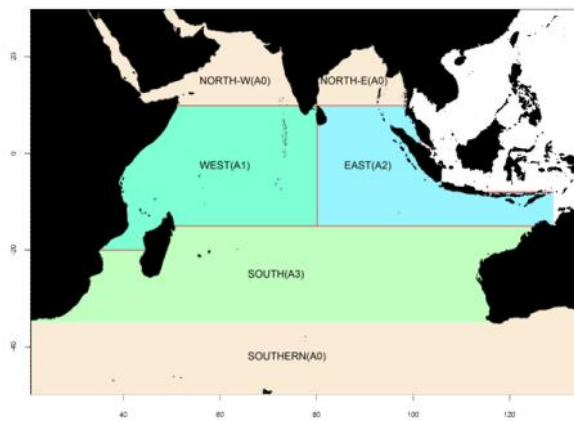 20
NORTH-W(A0) NORTH-E(A0)
0
WEST(A1) EAST(A2)
-20
SOUTH(A3)
-40
SOUTHERN(A0)
40 60 80 100 120